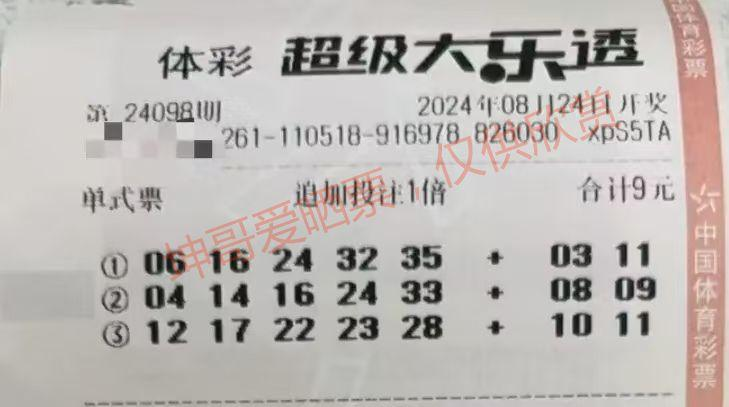 体彩 超级大乐透
第 24098期 2024年08月24日开奖
261-110518-916978 826030 xpS5TA
单式票 追加投注1倍 合计9元
① 06 16 24 32 35 + 03 11
② 04 14 16 24 33 + 08 09
③ 12 17 22 23 28 + 10 11
坤哥爱晒票,仅供欣赏
中国体育彩票
中国体育彩票